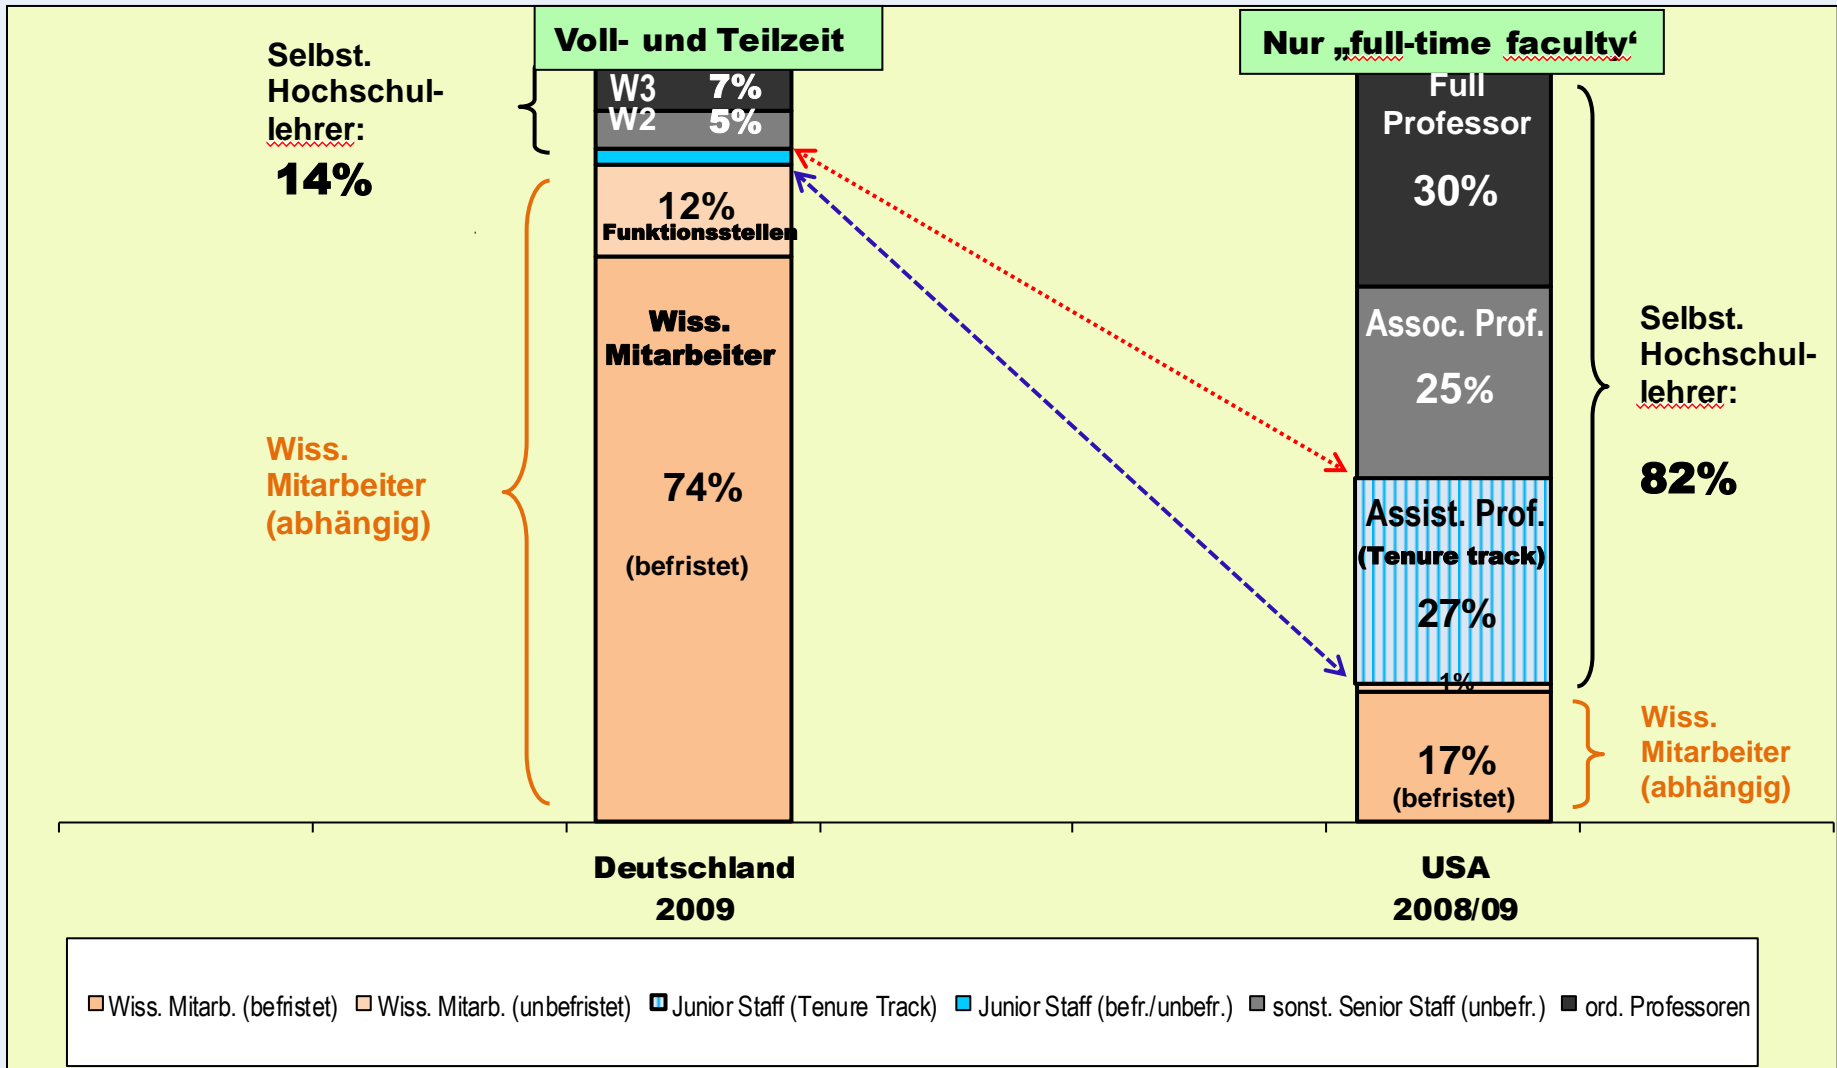 Voll- und Teilzeit
Nur „full-time faculty‘
Selbst.
Hochschul-
lehrer:
14%
W3 7%
W2 5%
12%
Funktionsstellen
Wiss.
Mitarbeiter
74%
(befristet)
Wiss.
Mitarbeiter
(abhängig)
Full
Professor
30%
Assoc. Prof.
25%
Assist. Prof.
(Tenure track)
27%
1%
17%
(befristet)
Selbst.
Hochschul-
lehrer:
82%
Wiss.
Mitarbeiter
(abhängig)
Deutschland
2009
USA
2008/09
Wiss. Mitarb. (befristet) Wiss. Mitarb. (unbefristet) Junior Staff (Tenure Track) Junior Staff (befr./unbefr.) sonst. Senior Staff (unbefr.) ord. Professoren